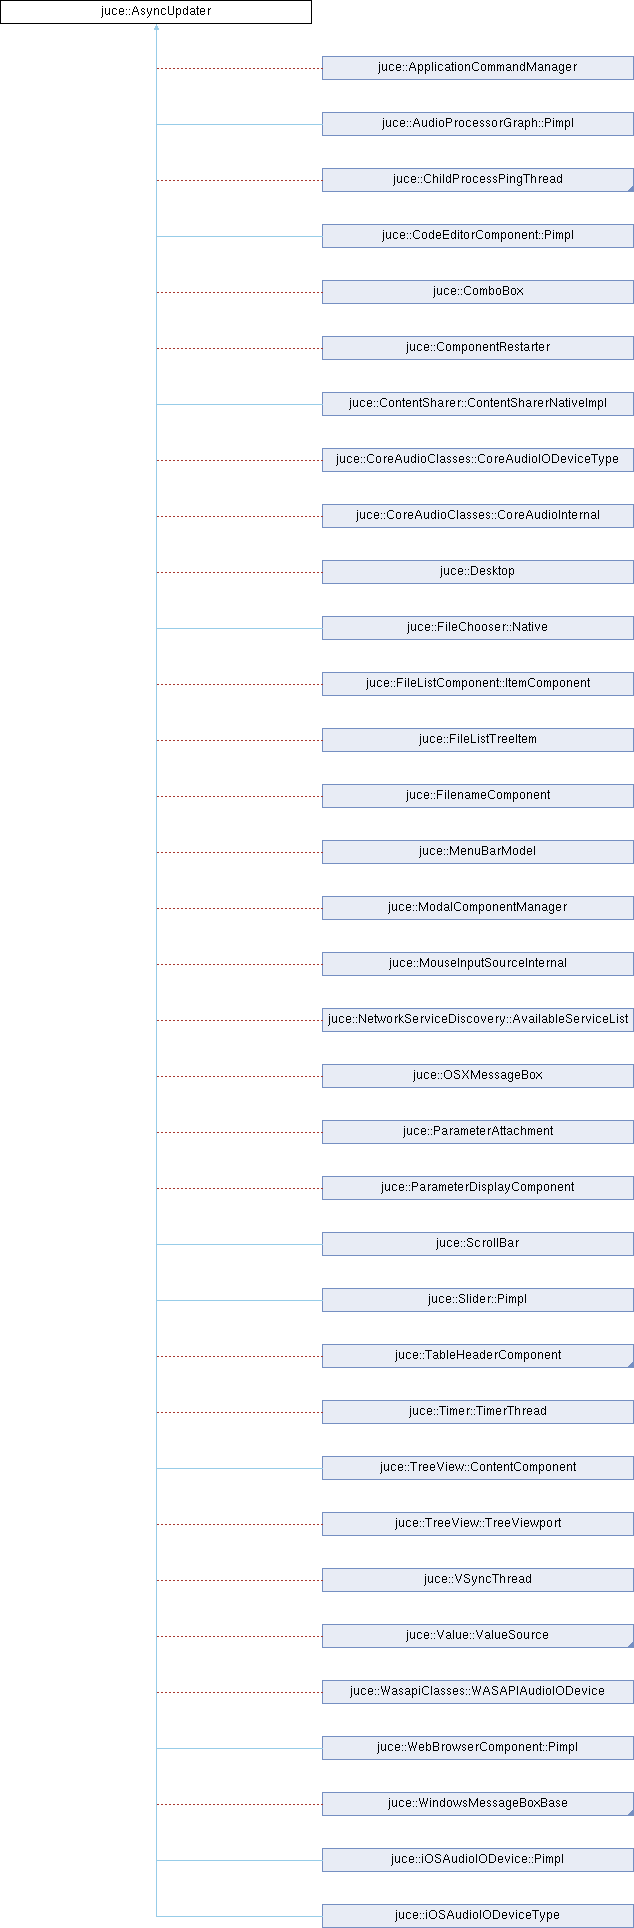 juce::AsyncUpdater
juce::ApplicationCommandManager
juce::AudioProcessorGraph::Pimpl
juce::ChildProcessPingThread
juce::CodeEditorComponent::Pimpl
juce::ComboBox
juce::ComponentRestarter
juce::ContentSharer::ContentSharerNativeImpl
juce::CoreAudioClasses::CoreAudioIODeviceType
juce::CoreAudioClasses::CoreAudioInternal
juce::Desktop
juce::FileChooser::Native
juce::FileListComponent::ItemComponent
juce::FileListTreeItem
juce::FilenameComponent
juce::MenuBarModel
juce::ModalComponentManager
juce::MouseInputSourceInternal
juce::NetworkServiceDiscovery::AvailableServiceList
juce::OSXMessageBox
juce::ParameterAttachment
juce::ParameterDisplayComponent
juce::ScrollBar
juce::Slider::Pimpl
juce::TableHeaderComponent
juce::Timer::TimerThread
juce::TreeView::ContentComponent
juce::TreeView::TreeViewport
juce::VSyncThread
juce::Value::ValueSource
juce::WasapiClasses::WASAPIAudioIODevice
juce::WebBrowserComponent::Pimpl
juce::WindowsMessageBoxBase
juce::iOSAudioIODevice::Pimpl
juce::iOSAudioIODeviceType